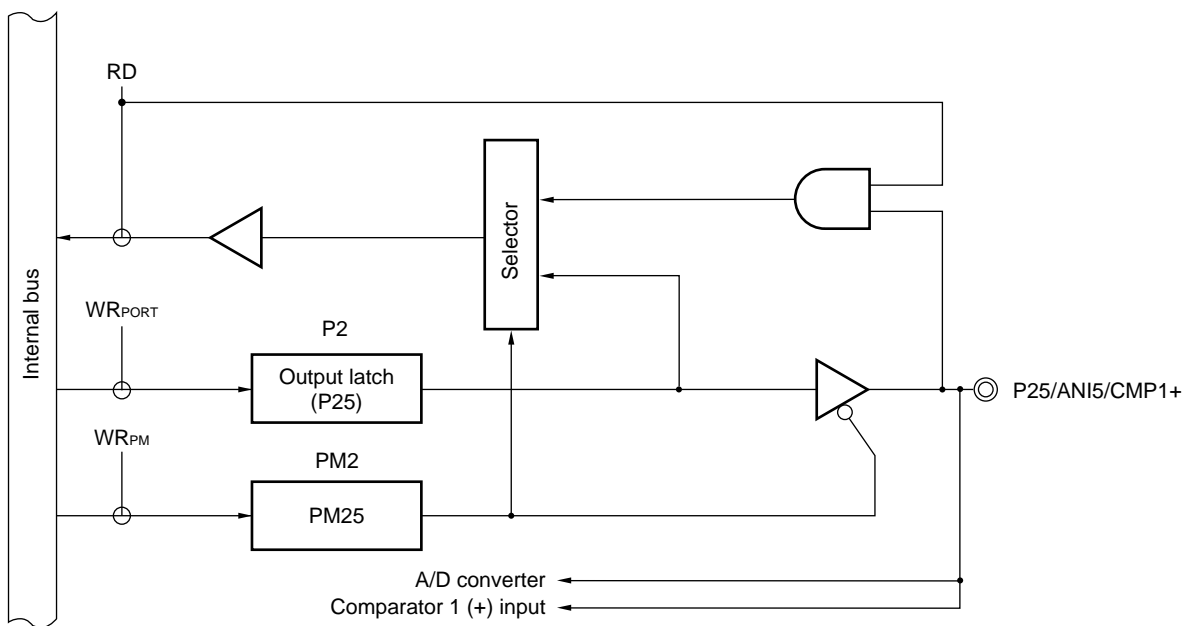 RD
Selector
Internal bus
WRPORT
P2
Output latch
(P25)
P25/ANI5/CMP1+
WRPM
PM2
PM25
A/D converter
Comparator 1 (+) input